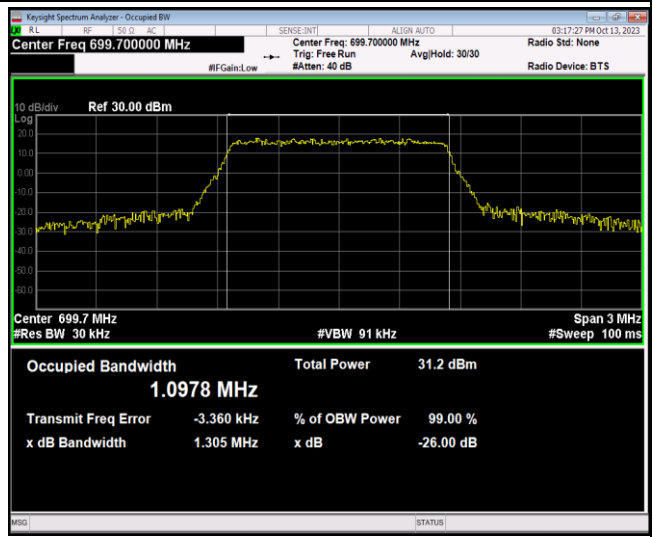 Keysight Spectrum Analyzer - Occupied BW
LXI RL RF 50 Ω AC SENSE:INT ALIGN AUTO 03:17:27 PM Oct 13, 2023
Center Freq 699.700000 MHz
Center Freq: 699.700000 MHz
Radio Std: None
Trig: Free Run Avg|Hold: 30/30
#IFGain:Low #Atten: 40 dB Radio Device: BTS
10 dB/div Ref 30.00 dBm
Log
20.0
10.0
0.00
-10.0
-20.0
-30.0
-40.0
-50.0
-60.0
Center 699.7 MHz Span 3 MHz
#Res BW 30 kHz #VBW 91 kHz #Sweep 100 ms
Occupied Bandwidth Total Power 31.2 dBm
1.0978 MHz
Transmit Freq Error -3.360 kHz % of OBW Power 99.00 %
x dB Bandwidth 1.305 MHz x dB -26.00 dB
MSG STATUS